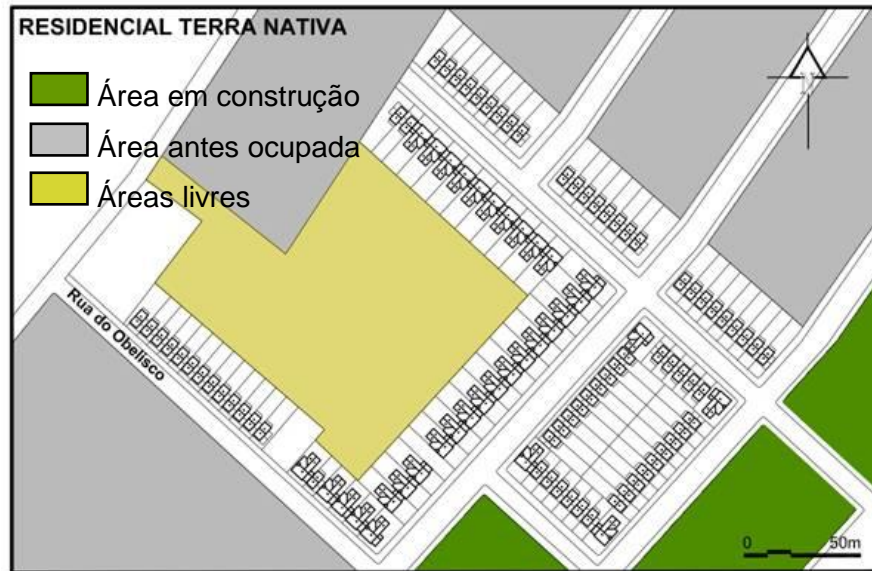 RESIDENCIAL TERRA NATIVA
Área em construção
Área antes ocupada
Áreas livres
Rua do Obelisco
0 50m